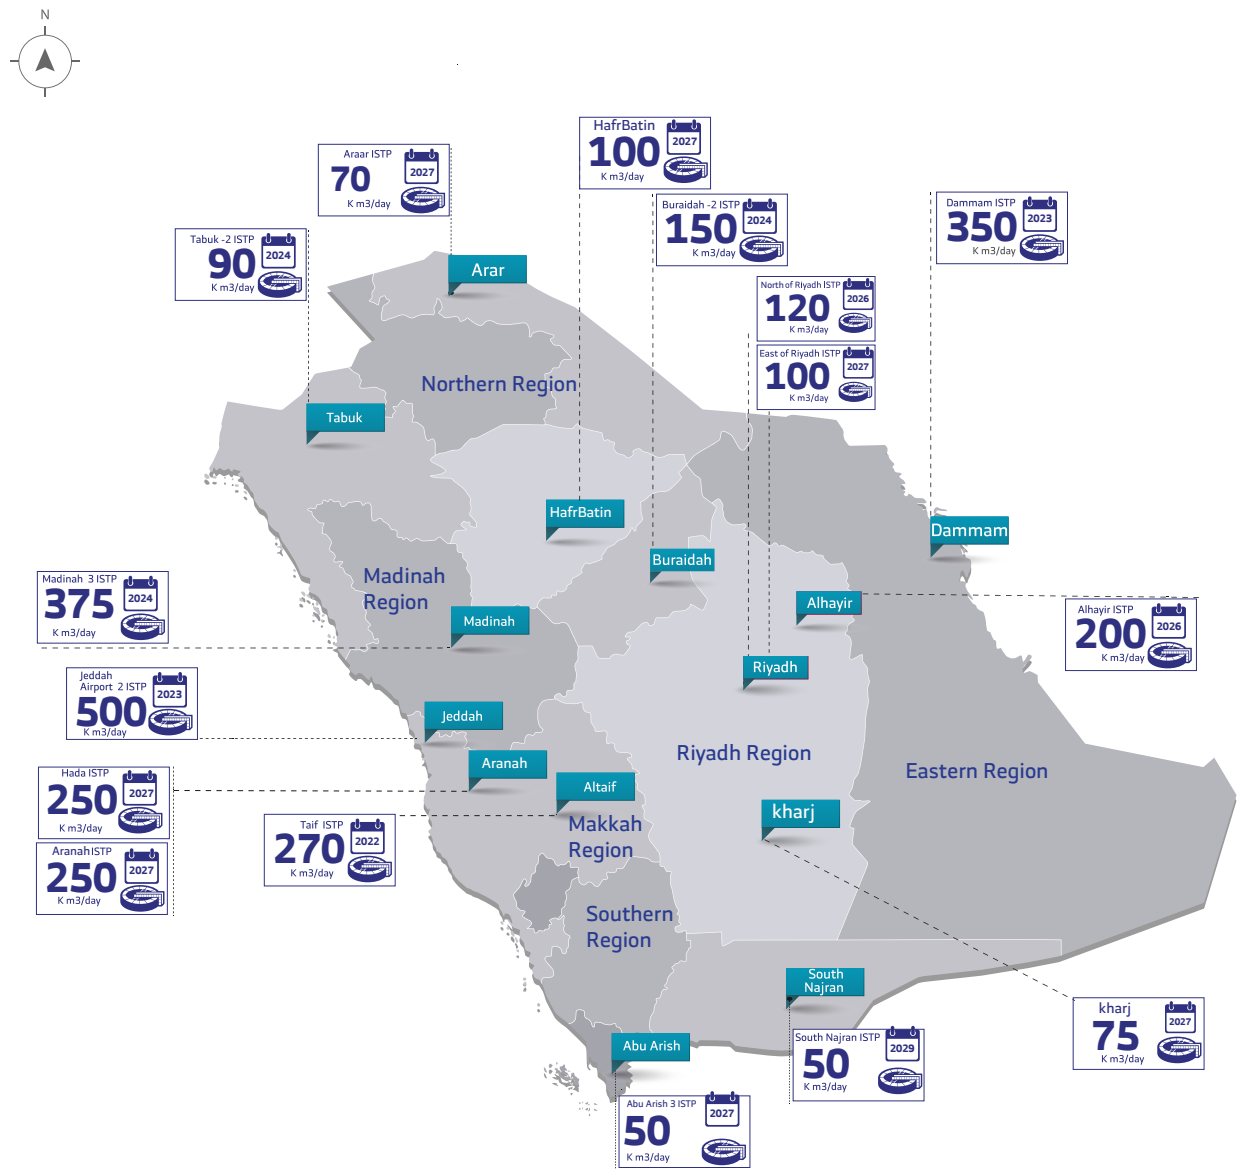 N
HafrBatin
100
K m3/day
2027
Araar ISTP
70
K m3/day
2027
Buraidah -2 ISTP
150
K m3/day
2024
Dammam ISTP
350
K m3/day
2023
Tabuk -2 ISTP
90
K m3/day
2024
North of Riyadh ISTP
120
K m3/day
2026
East of Riyadh ISTP
100
K m3/day
2027
Arar
Northern Region
Tabuk
HafrBatin
Dammam
Buraidah
Madinah
Region
Madinah 3 ISTP
375
K m3/day
2024
Madinah
Alhayir
Alhayir ISTP
200
K m3/day
2026
Jeddah
Airport 2 ISTP
500
K m3/day
2023
Riyadh
Jeddah
Riyadh Region
Eastern Region
Aranah
Altaif
Hada ISTP
250
K m3/day
2027
kharj
Makkah
Region
Taif ISTP
270
K m3/day
2022
Aranah ISTP
250
K m3/day
2027
Southern
Region
South
Najran
kharj
75
K m3/day
2027
South Najran ISTP
50
K m3/day
2029
Abu Arish
Abu Arish 3 ISTP
50
K m3/day
2027